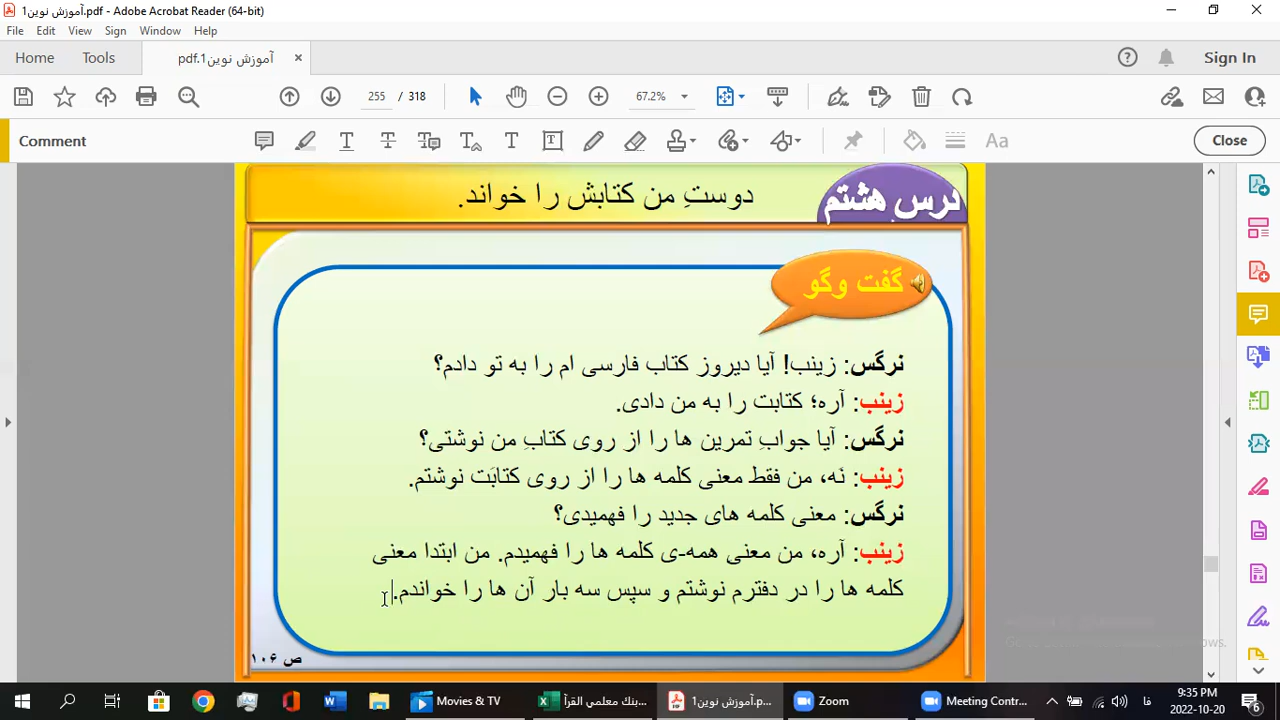 آموزش نوین1.pdf - Adobe Acrobat Reader (64-bit)
File Edit View Sign Window Help
Home Tools آموزش نوین1.pdf Sign In
255 / 318 67.2%
Comment Close
درسِ هشتم
دوستِ من کتابش را خواند.
گفت وگو
نرگس: زینب! آیا دیروز کتاب فارسی ام را به تو دادم؟
زینب: آره؛ کتابت را به من دادی.
نرگس: آیا جوابِ تمرین ها را از روی کتابِ من نوشتی؟
زینب: نَه، من فقط معنی کلمه ها را از روی کتابَت نوشتم.
نرگس: معنی کلمه های جدید را فهمیدی؟
زینب: آره، من معنی همه-ی کلمه ها را فهمیدم. من ابتدا معنی
کلمه ها را در دفترم نوشتم و سپس سه بار آن ها را خواندم.
ص ۱۰۶
Movies & TV
بنك معلمي القرآ...
آموزش نوین1.p...
Zoom
Meeting Contr...
فا
9:35 PM
2022-10-20
6